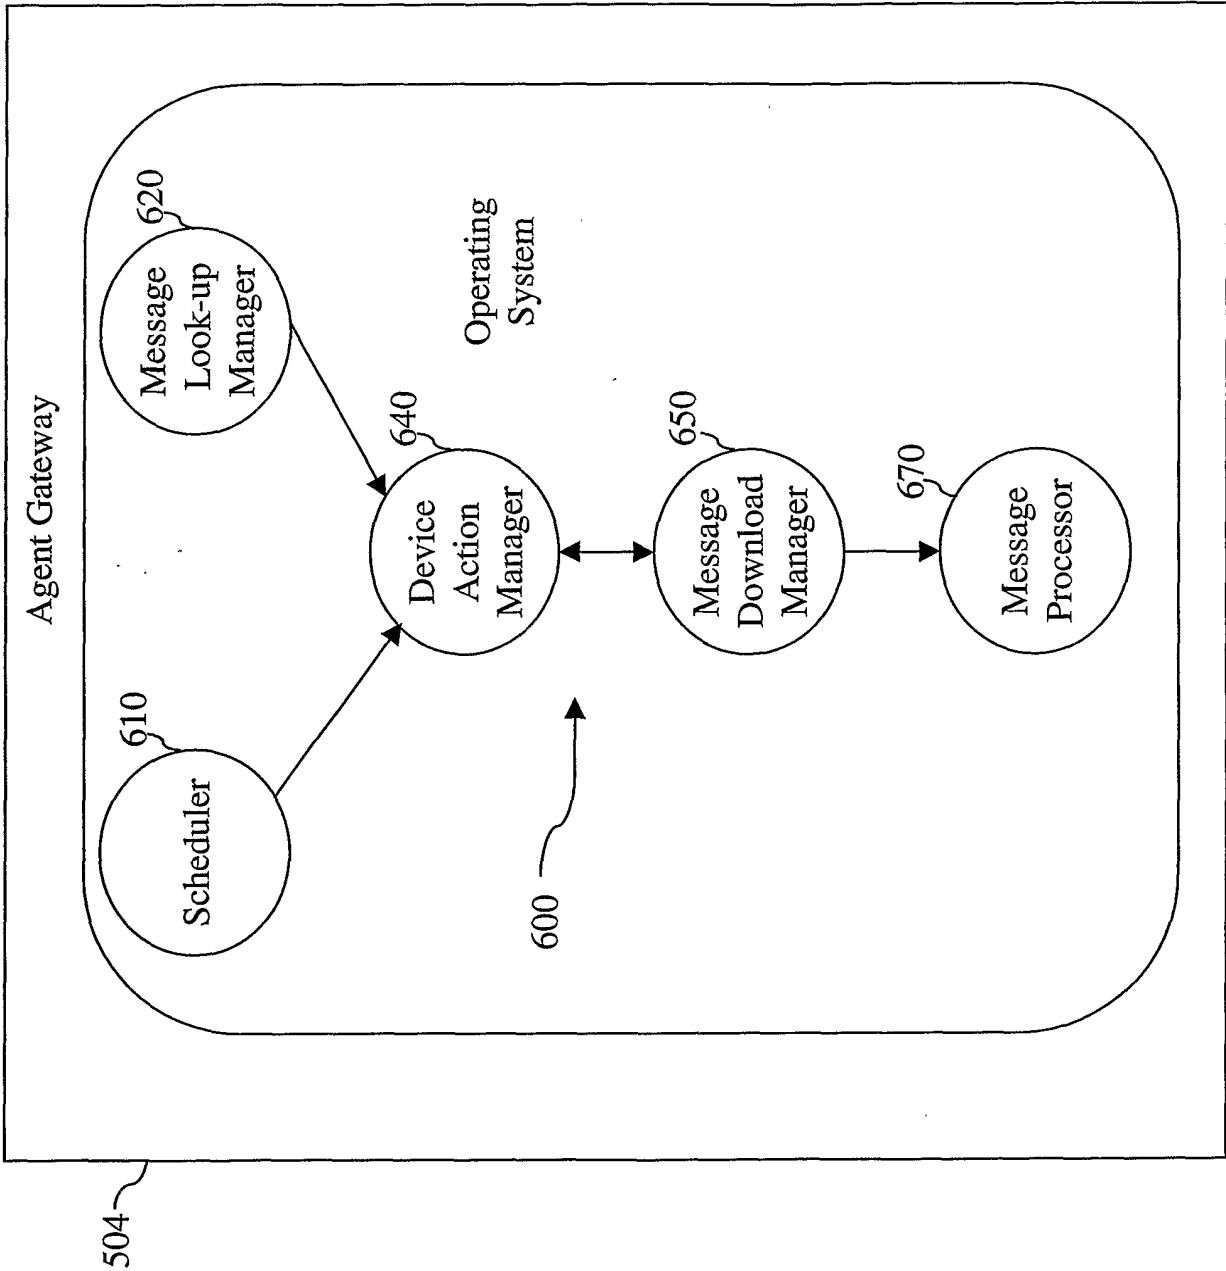 Agent Gateway
504
610
Scheduler
620
Message
Look-up
Manager
640
Device
Action
Manager
Operating
System
600
650
Message
Download
Manager
670
Message
Processor